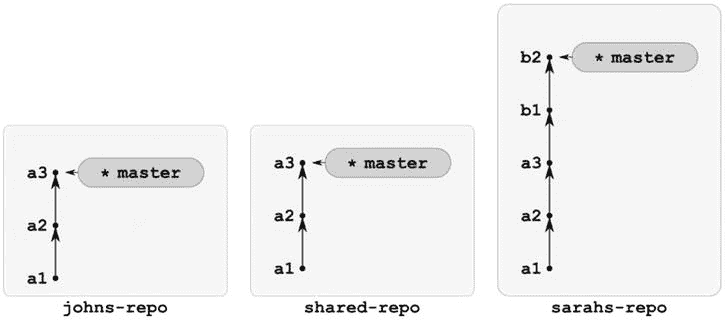 a3
* master
a2
a1
johns-repo
a3
* master
a2
a1
shared-repo
b2
* master
b1
a3
a2
a1
sarahs-repo